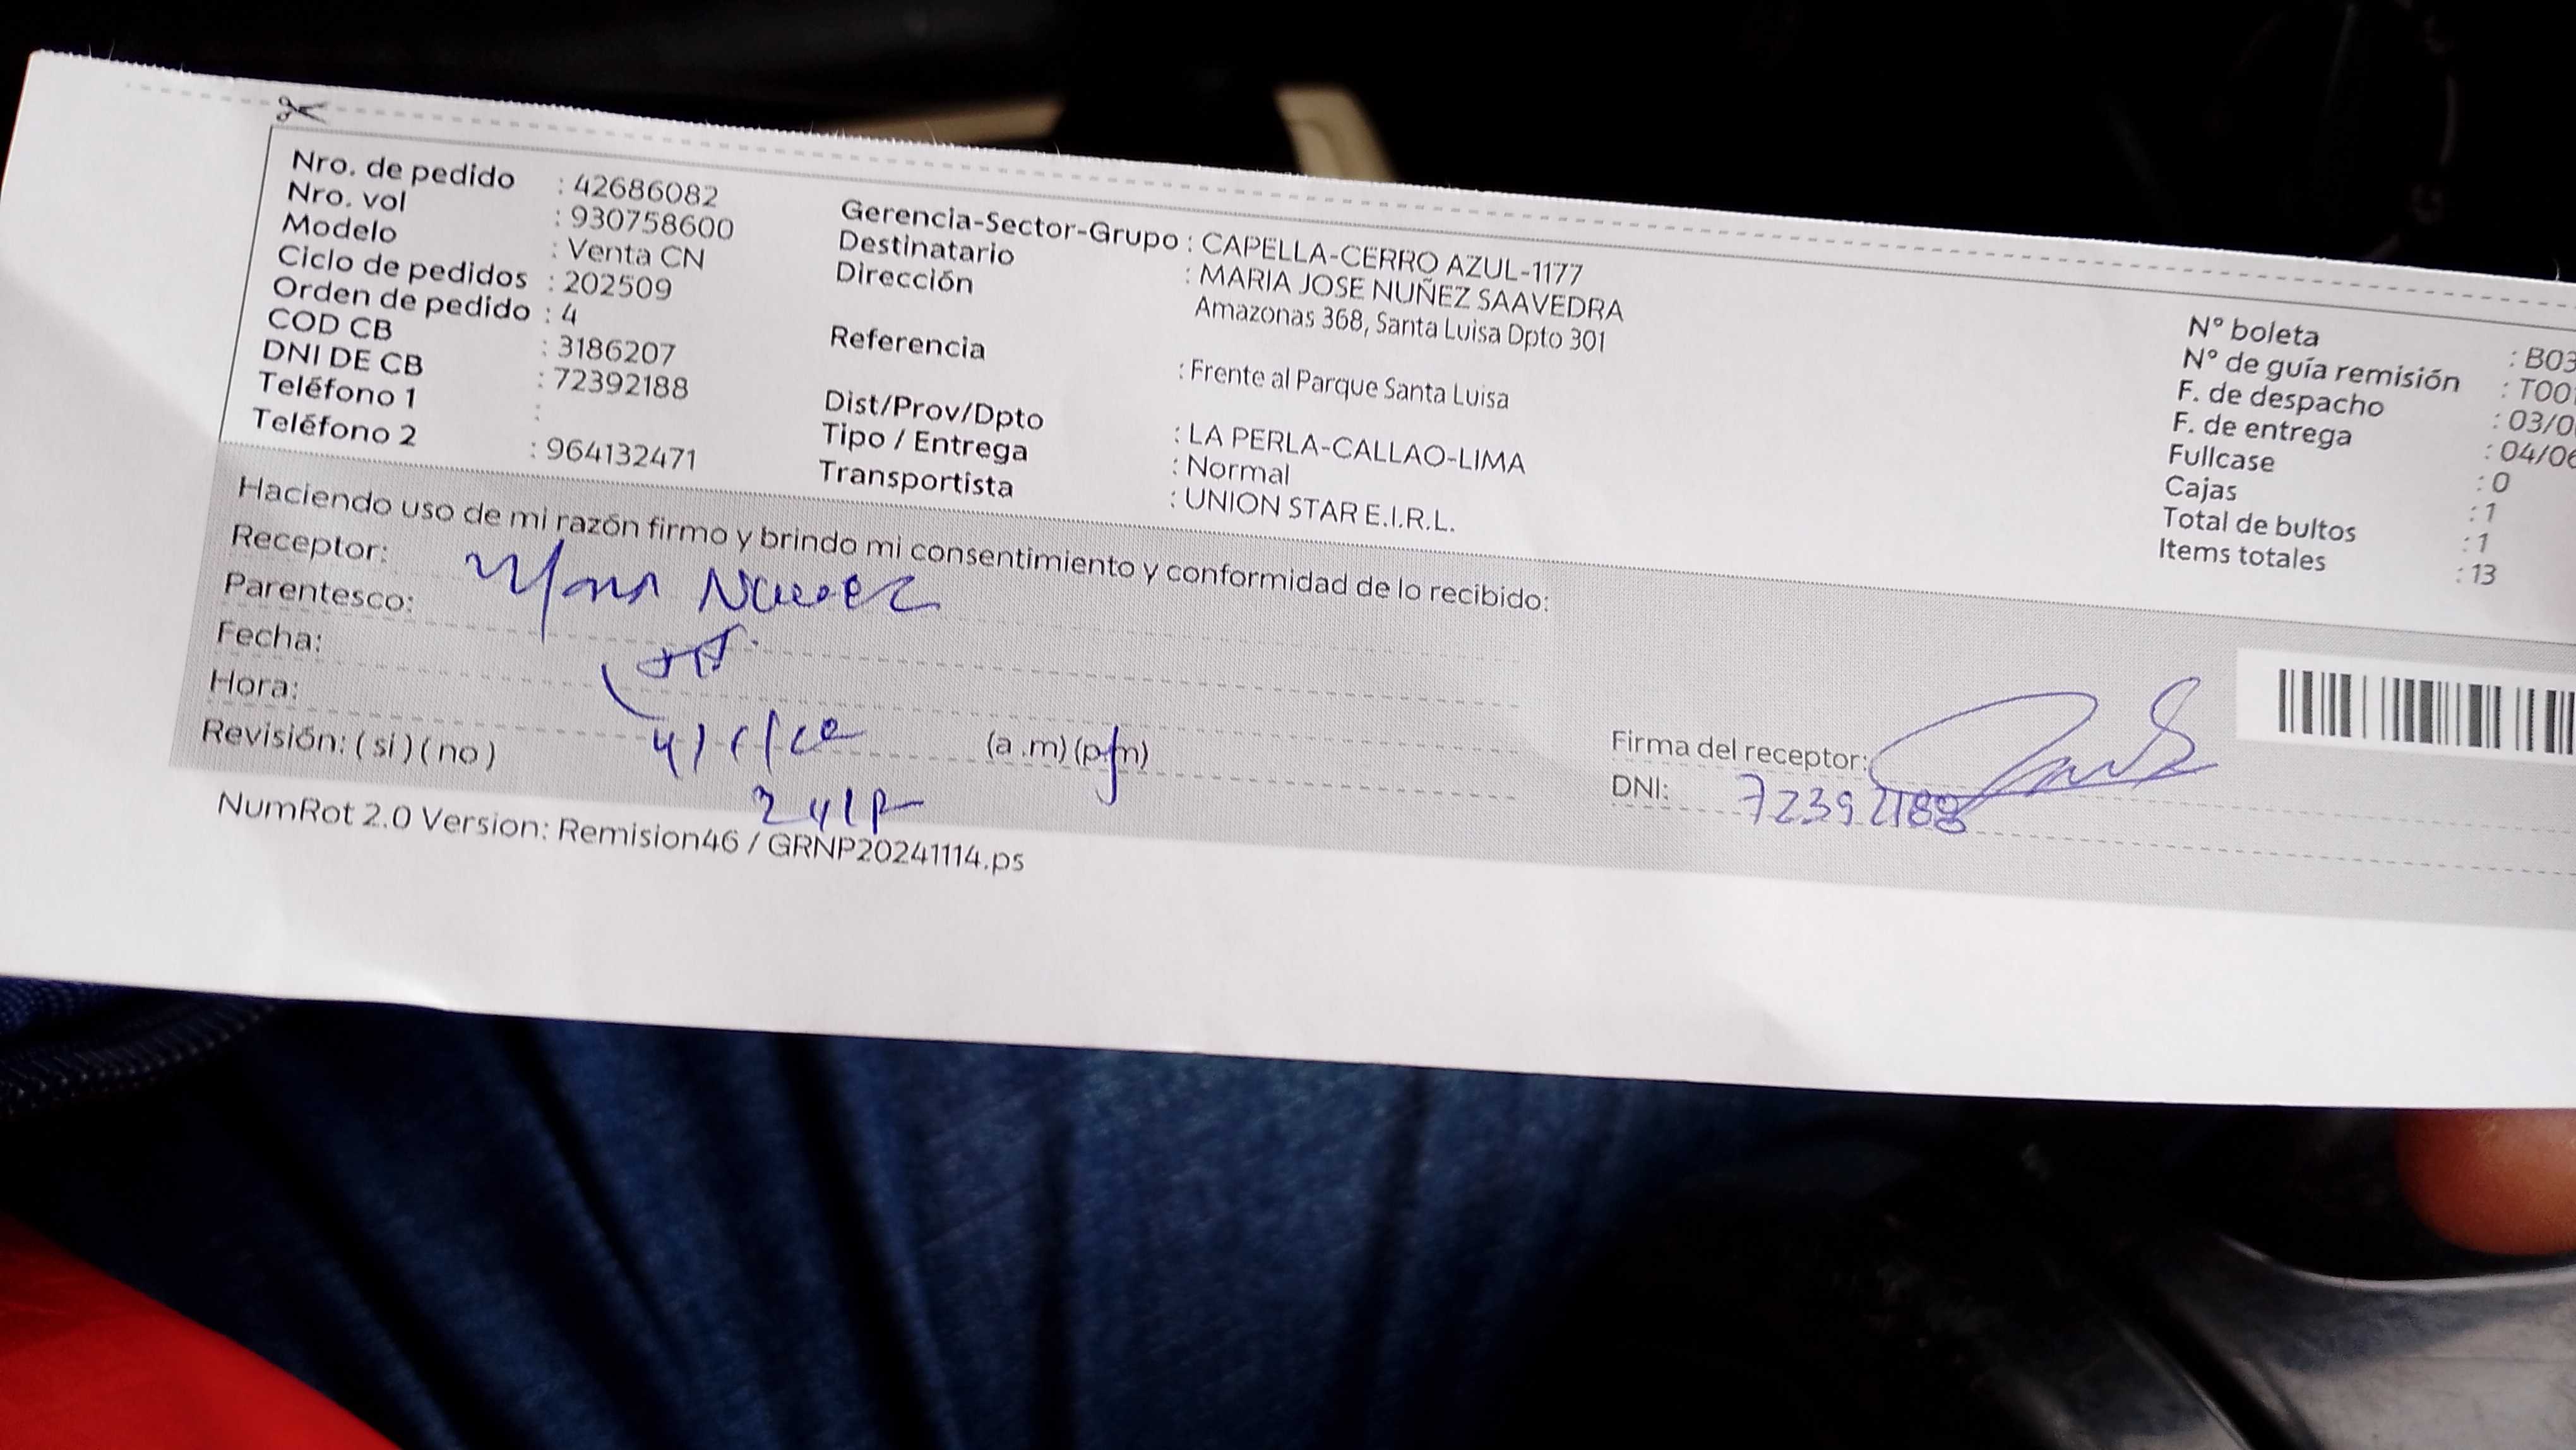 Nro. de pedido : 42686082
Nro. vol : 930758600
Modelo : Venta CN
Ciclo de pedidos : 202509
Orden de pedido : 4
COD CB : 3186207
DNI DE CB : 72392188
Teléfono 1 :
Teléfono 2 : 964132471
Gerencia-Sector-Grupo : CAPELLA-CERRO AZUL-1177
Destinatario : MARIA JOSE NUÑEZ SAAVEDRA
Dirección Amazonas 368, Santa Luisa Dpto 301
Referencia : Frente al Parque Santa Luisa
Dist/Prov/Dpto : LA PERLA-CALLAO-LIMA
Tipo / Entrega : Normal
Transportista : UNION STAR E.I.R.L.
N° boleta : B03
N° de guía remisión : T001
F. de despacho : 03/0
F. de entrega : 04/06
Fullcase : 0
Cajas : 1
Total de bultos : 1
Items totales : 13
Haciendo uso de mi razón firmo y brindo mi consentimiento y conformidad de lo recibido:
Receptor:
Parentesco:
Fecha:
Hora: (a .m) (p.m)
Revisión: ( si ) ( no )
Firma del receptor:
DNI: 72392188
NumRot 2.0 Version: Remision46 / GRNP20241114.ps